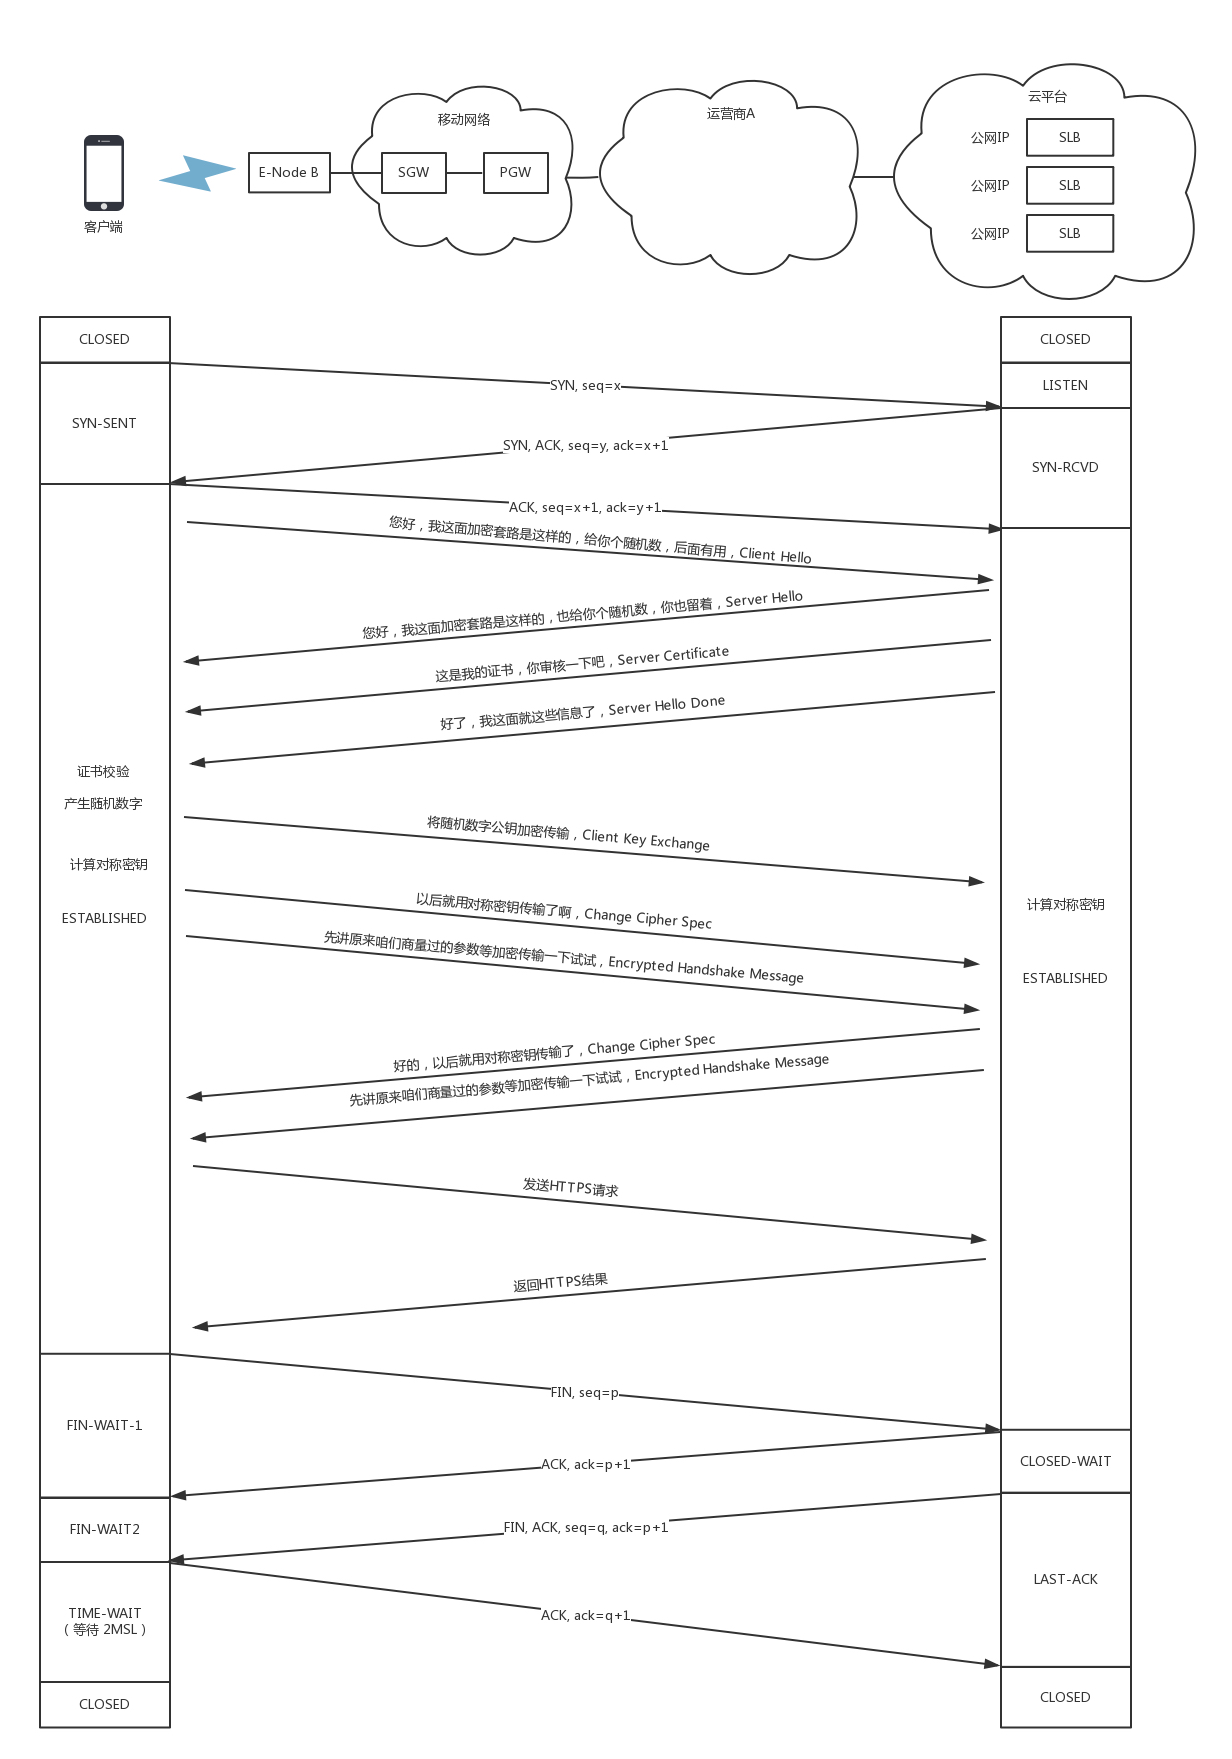 云平台
运营商A
移动网络
公网IP
SLB
E-Node B
SGW
PGW
公网IP
SLB
客户端
公网IP
SLB
CLOSED
CLOSED
SYN, seq=x
LISTEN
SYN-SENT
SYN, ACK, seq=y, ack=x+1
SYN-RCVD
ACK, seq=x+1, ack=y+1
您好，我这面加密套路是这样的，给你个随机数，后面有用，Client Hello
您好，我这面加密套路是这样的，也给你个随机数，你也留着，Server Hello
这是我的证书，你审核一下吧，Server Certificate
好了，我这面就这些信息了，Server Hello Done
证书校验
产生随机数字
将随机数字公钥加密传输，Client Key Exchange
计算对称密钥
以后就用对称密钥传输了啊，Change Cipher Spec
计算对称密钥
ESTABLISHED
先讲原来咱们商量过的参数等加密传输一下试试，Encrypted Handshake Message
ESTABLISHED
好的，以后就用对称密钥传输了，Change Cipher Spec
先讲原来咱们商量过的参数等加密传输一下试试，Encrypted Handshake Message
发送HTTPS请求
返回HTTPS结果
FIN, seq=p
FIN-WAIT-1
ACK, ack=p+1
CLOSED-WAIT
FIN-WAIT2
FIN, ACK, seq=q, ack=p+1
LAST-ACK
TIME-WAIT
（等待 2MSL）
ACK, ack=q+1
CLOSED
CLOSED